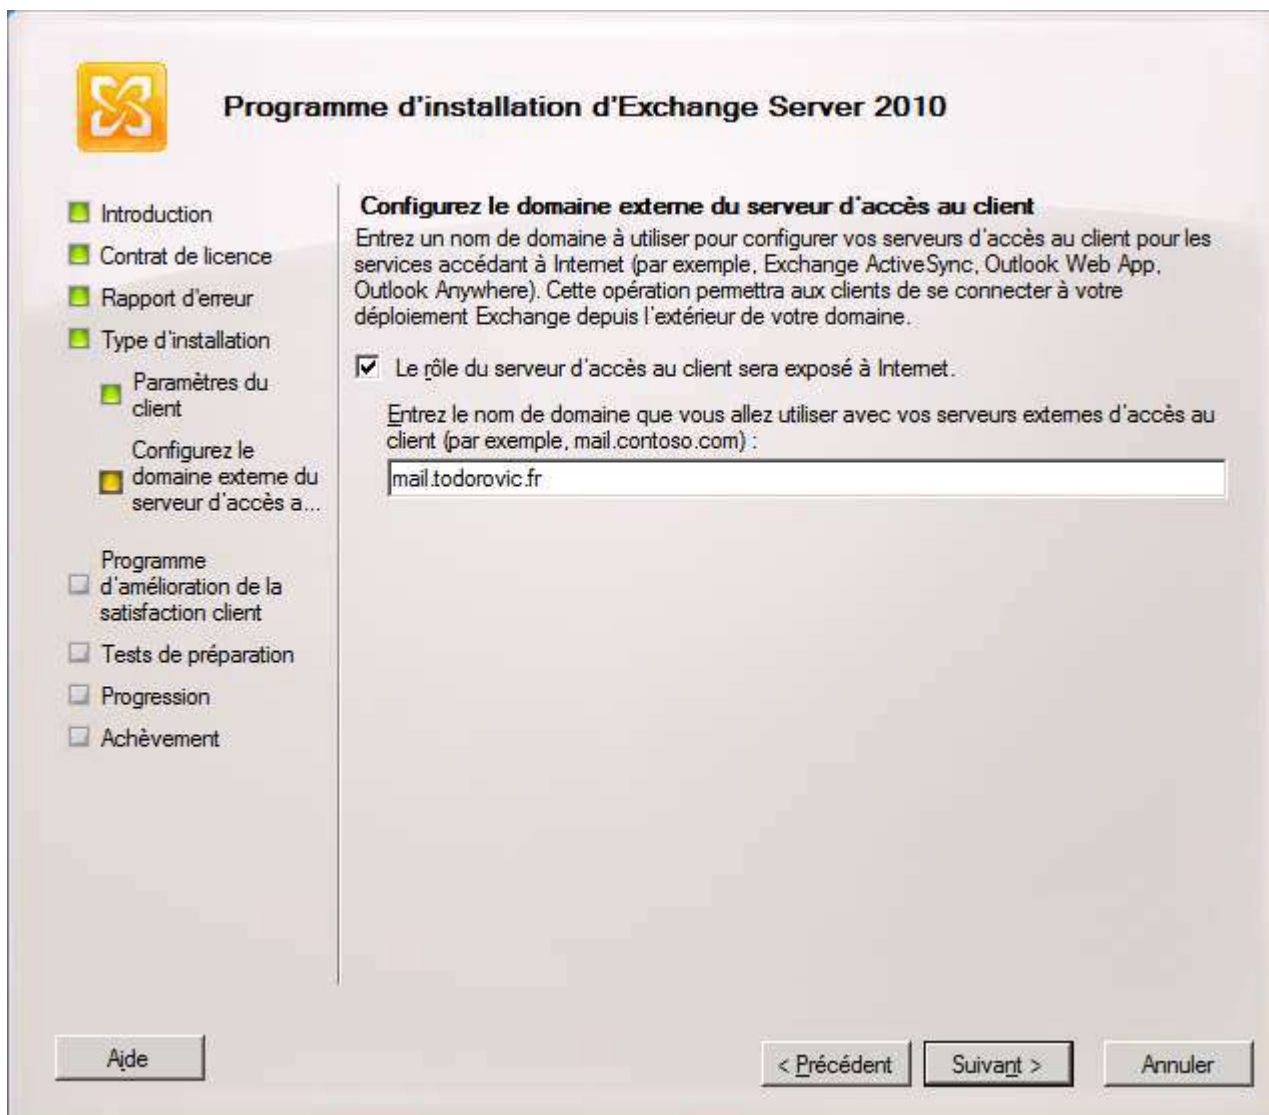 Programme d'installation d'Exchange Server 2010
Introduction
Contrat de licence
Rapport d'erreur
Type d'installation
Paramètres du
client
Configurez le
domaine externe du
serveur d'accès a...
Programme
d'amélioration de la
satisfaction client
Tests de préparation
Progression
Achèvement
Configurez le domaine externe du serveur d'accès au client
Entrez un nom de domaine à utiliser pour configurer vos serveurs d'accès au client pour les
services accédant à Internet (par exemple, Exchange ActiveSync, Outlook Web App,
Outlook Anywhere). Cette opération permettra aux clients de se connecter à votre
déploiement Exchange depuis l'extérieur de votre domaine.
Le rôle du serveur d'accès au client sera exposé à Internet.
Entrez le nom de domaine que vous allez utiliser avec vos serveurs externes d'accès au
client (par exemple, mail.contoso.com) :
mail.todorovic.fr
Aide
< Précédent
Suivant >
Annuler